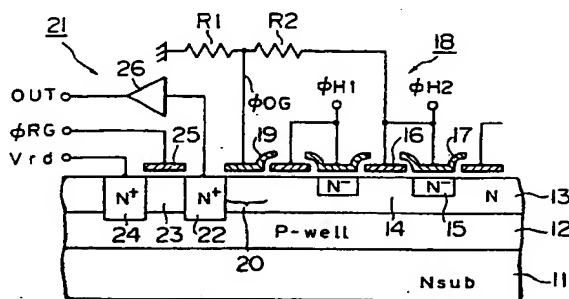 21
R1
R2
18
26
OUT
φOG
φH1
φH2
φRG
25
19
16
17
Vrd
N+
N+
N-
N-
N
13
24
23
22
20
14
15
P-well
12
Nsub
11